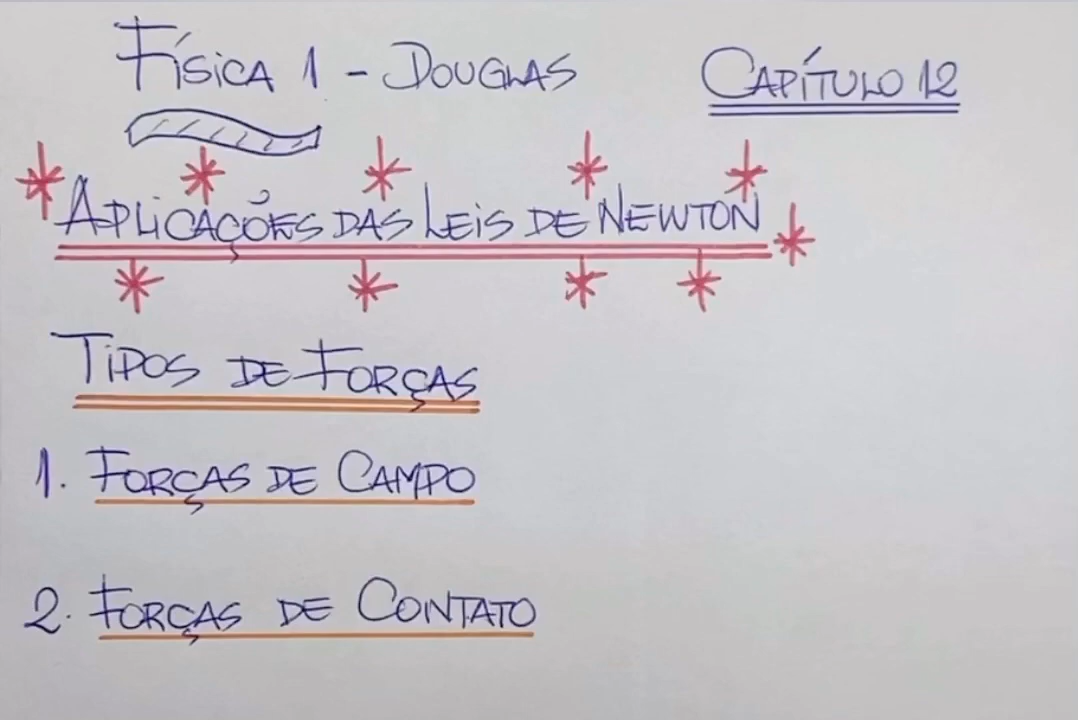 Física 1 - Douglas Capítulo 12
Aplicações das Leis de Newton
Tipos de Forças
1. Forças de Campo
2. Forças de Contato